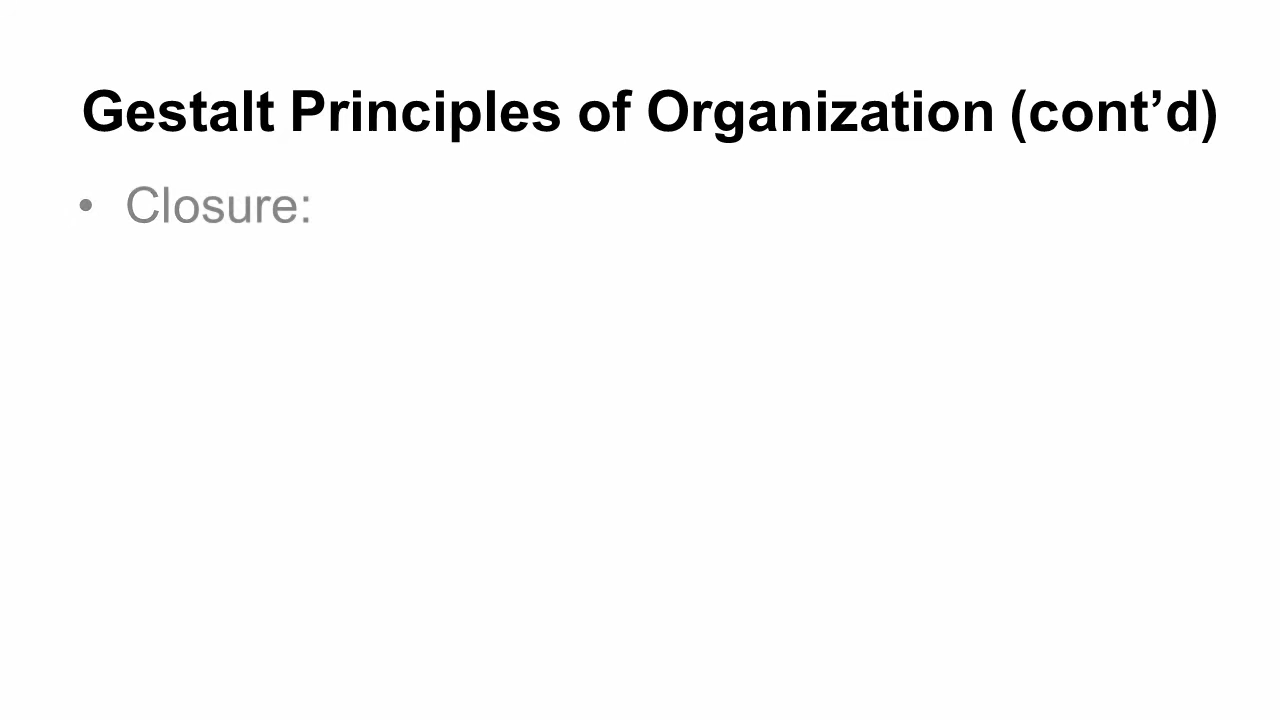 Gestalt Principles of Organization (cont’d)
• Closure: